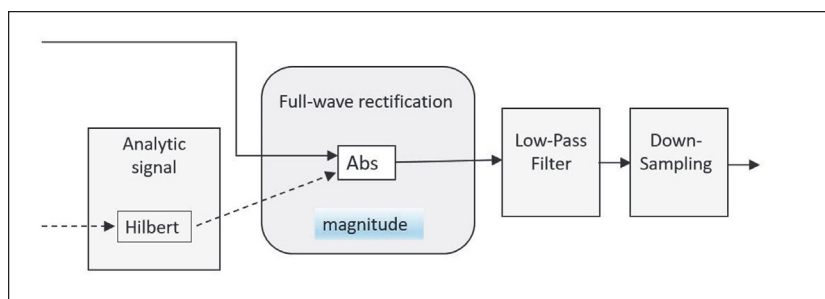 Full-wave rectification
Analytic
signal
Hilbert
Abs
magnitude
Low-Pass
Filter
Down-
Sampling